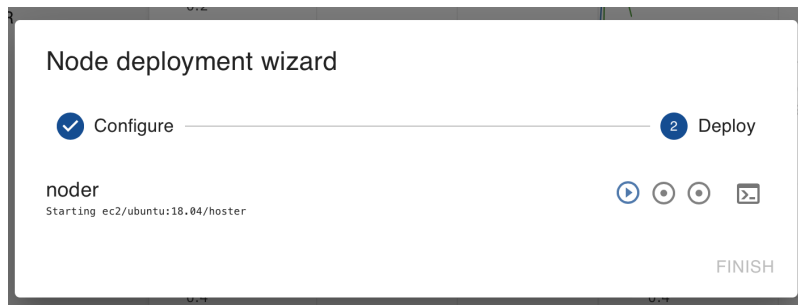 R
Node deployment wizard
Configure
2 Deploy
noder
Starting ec2/ubuntu:18.04/hoster
FINISH